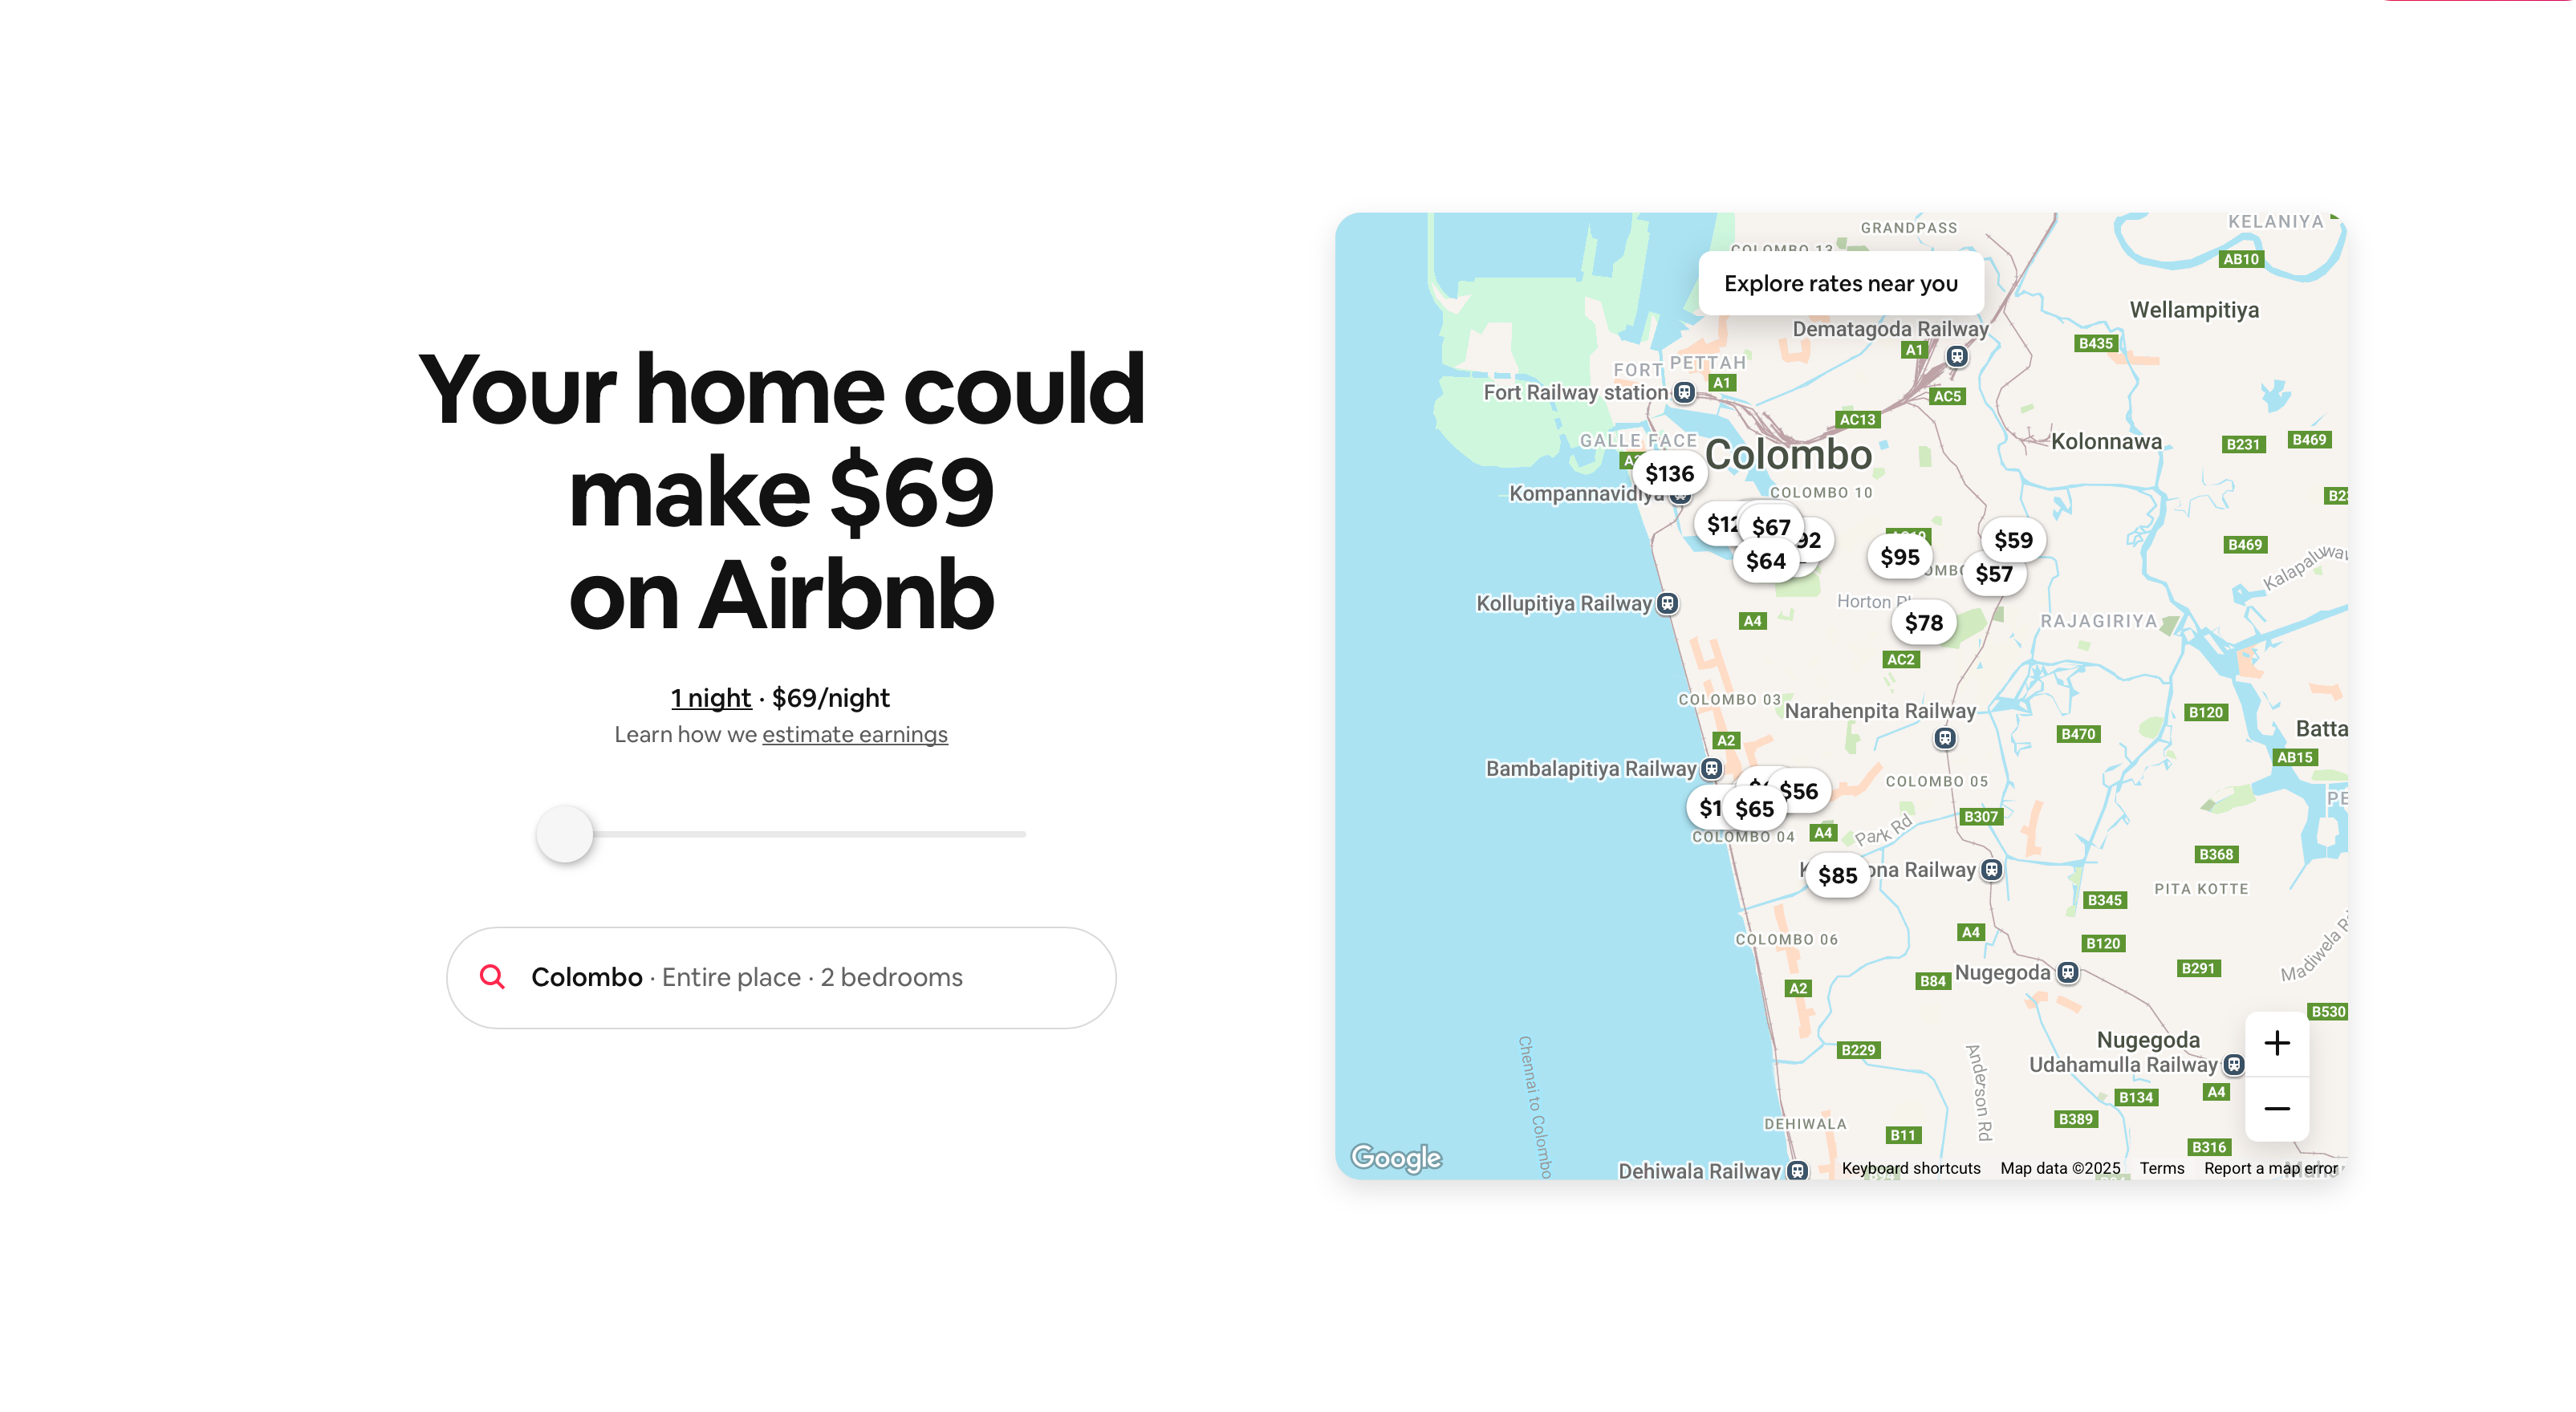 Your home could
make $69
on Airbnb
1 night · $69/night
Learn how we estimate earnings
Colombo · Entire place · 2 bedrooms
KELANIYA
GRANDPASS
COLOMBO 13
AB10
Explore rates near you
Wellampitiya
Dematagoda Railway
B435
A1
FORT
PETTAH
A1
Fort Railway station
AC5
AC13
GALLE FACE
Colombo
Kolonnawa
B231
B469
$136
Kompannavidiya
COLOMBO 10
$67
92
$59
B469
Kalapaluwa
$64
$95
$57
Kollupitiya Railway
Horton
A4
$78
RAJAGIRIYA
AC2
COLOMBO 03
Narahenpita Railway
B120
A2
B470
Batta
AB15
Bambalapitiya Railway
COLOMBO 05
$56
PE
$1
$65
B307
COLOMBO 04
A4
Park Rd
B368
$85
ona Railway
PITA KOTTE
B345
A4
COLOMBO 06
B120
Madiwela
B291
Nugegoda
B84
A2
B530
Nugegoda
B229
Udahamulla Railway
Chennai to Colombo
Anderson Rd
A4
B134
B389
DEHIWALA
B11
B316
Google
Dehiwala Railway
Keyboard shortcuts
Map data ©2025
Terms
Report a map error